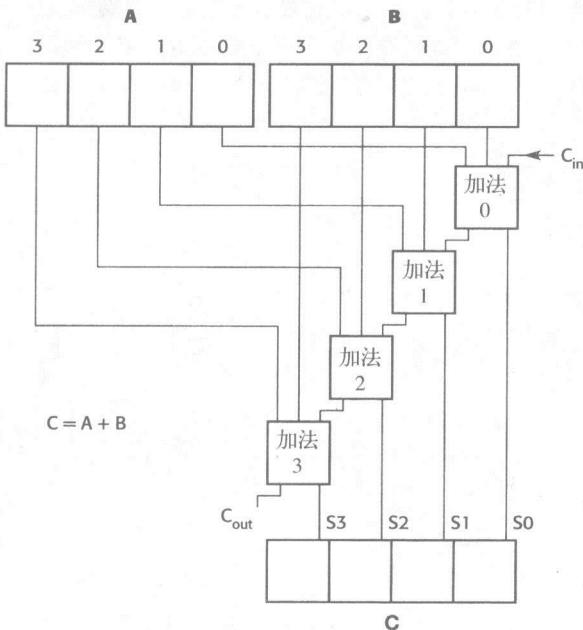 A B
3 2 1 0 3 2 1 0
C_in
加法
0
加法
1
加法
2
C = A + B
加法
3
C_out S3 S2 S1 S0
C